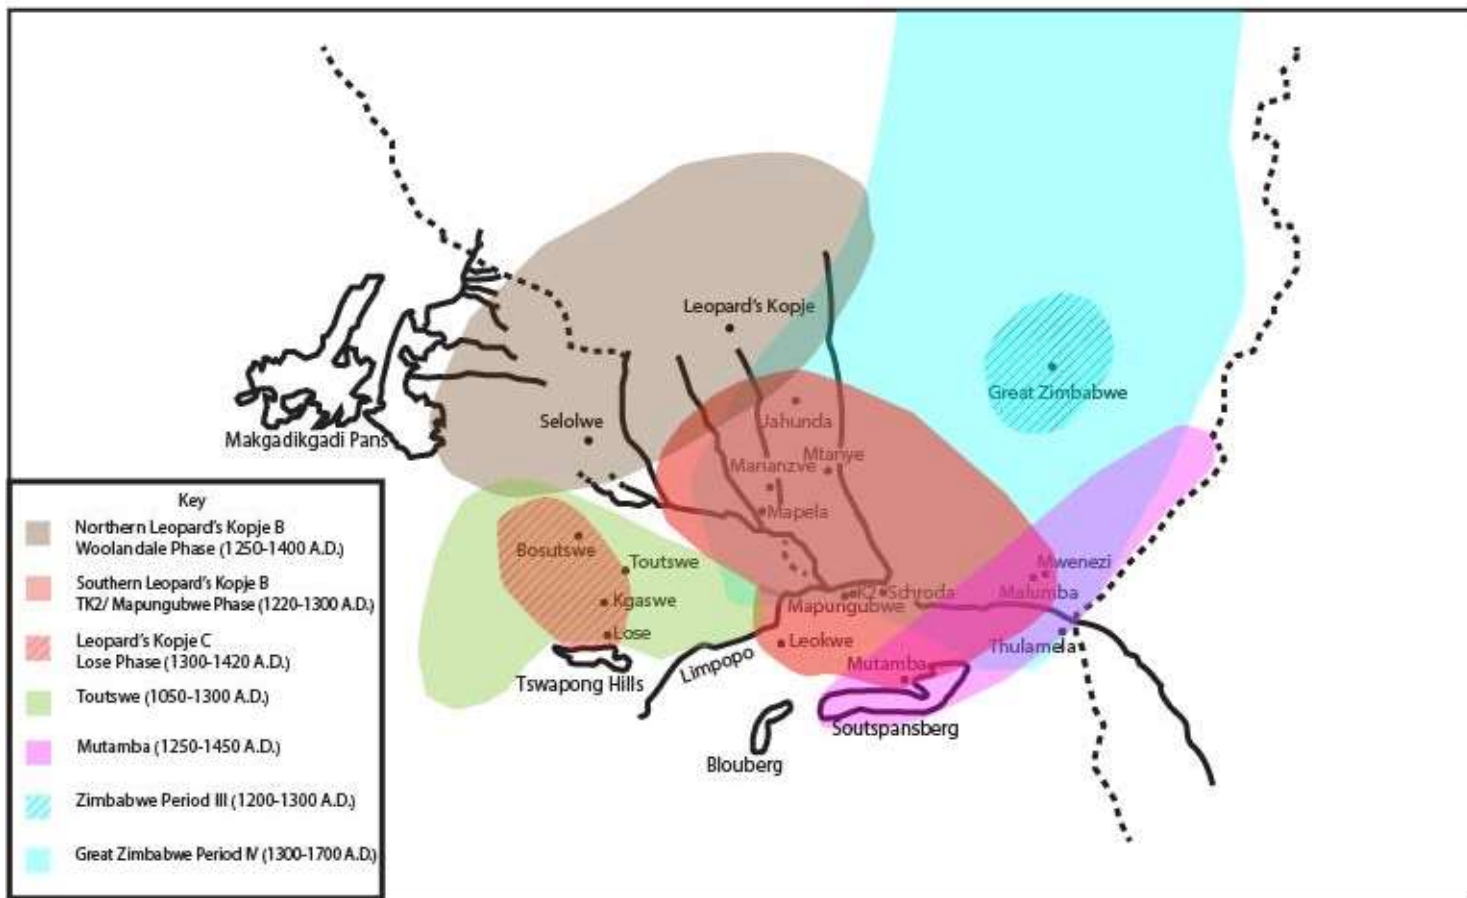 Leopard's Kopje
Great Zimbabwe
Jahunda
Selolwe
Makgadikgadi Pans
Mtanye
Marianzve
Mapela
Bosutswe
Toutswe
Mwenezi
K2
Schroda
Malumba
Kgaswe
Mapungubwe
Lose
Leokwe
Thulamela
Limpopo
Mutamba
Tswapong Hills
Soutspansberg
Blouberg
Key
Northern Leopard's Kopje B
Woolandale Phase (1250-1400 A.D.)
Southern Leopard's Kopje B
TK2/ Mapungubwe Phase (1220-1300 A.D.)
Leopard's Kopje C
Lose Phase (1300-1420 A.D.)
Toutswe (1050-1300 A.D.)
Mutamba (1250-1450 A.D.)
Zimbabwe Period III (1200-1300 A.D.)
Great Zimbabwe Period IV (1300-1700 A.D.)